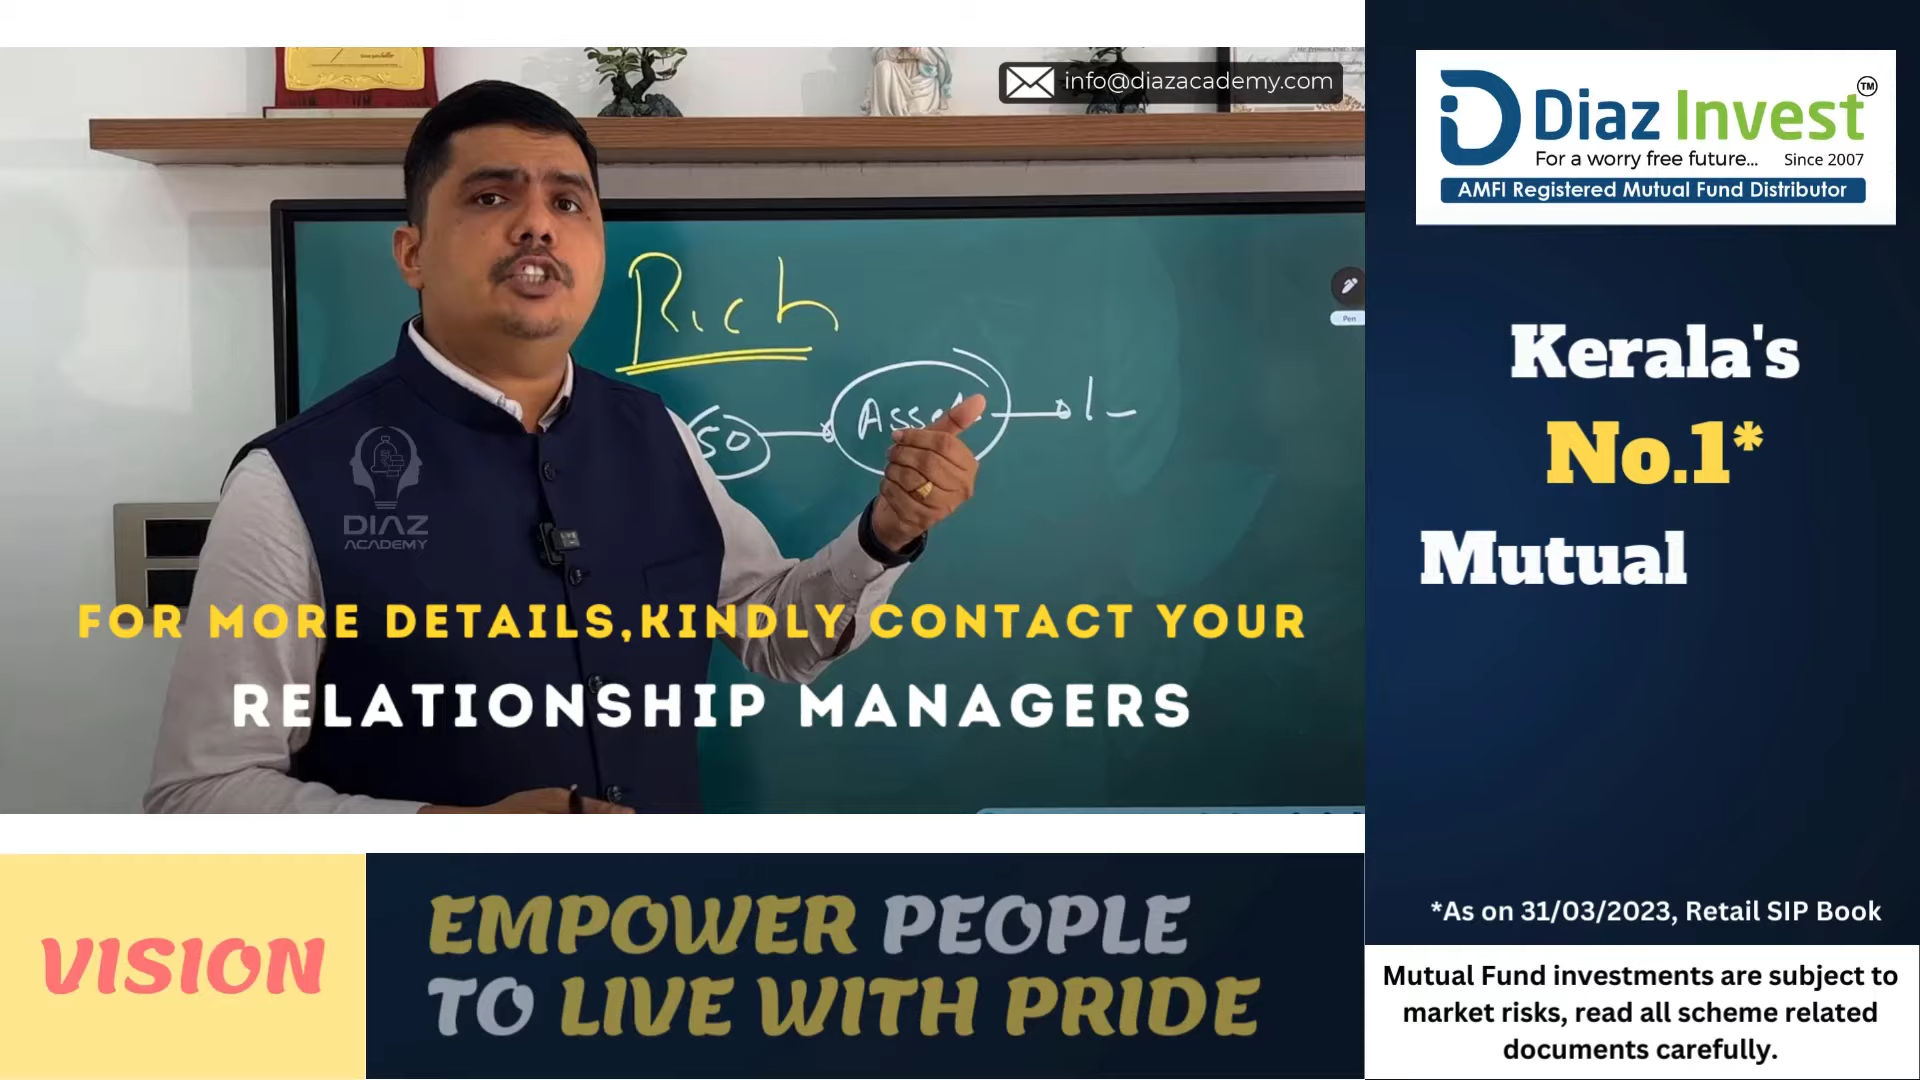 info@diazacademy.com
Rich
50
Pen
DIAZ
ACADEMY
FOR MORE DETAILS,KINDLY CONTACT YOUR
RELATIONSHIP MANAGERS
VISION
EMPOWER PEOPLE
TO LIVE WITH PRIDE
Diaz Invest TM
For a worry free future... Since 2007
AMFI Registered Mutual Fund Distributor
Kerala's
No.1*
Mutual
*As on 31/03/2023, Retail SIP Book
Mutual Fund investments are subject to
market risks, read all scheme related
documents carefully.